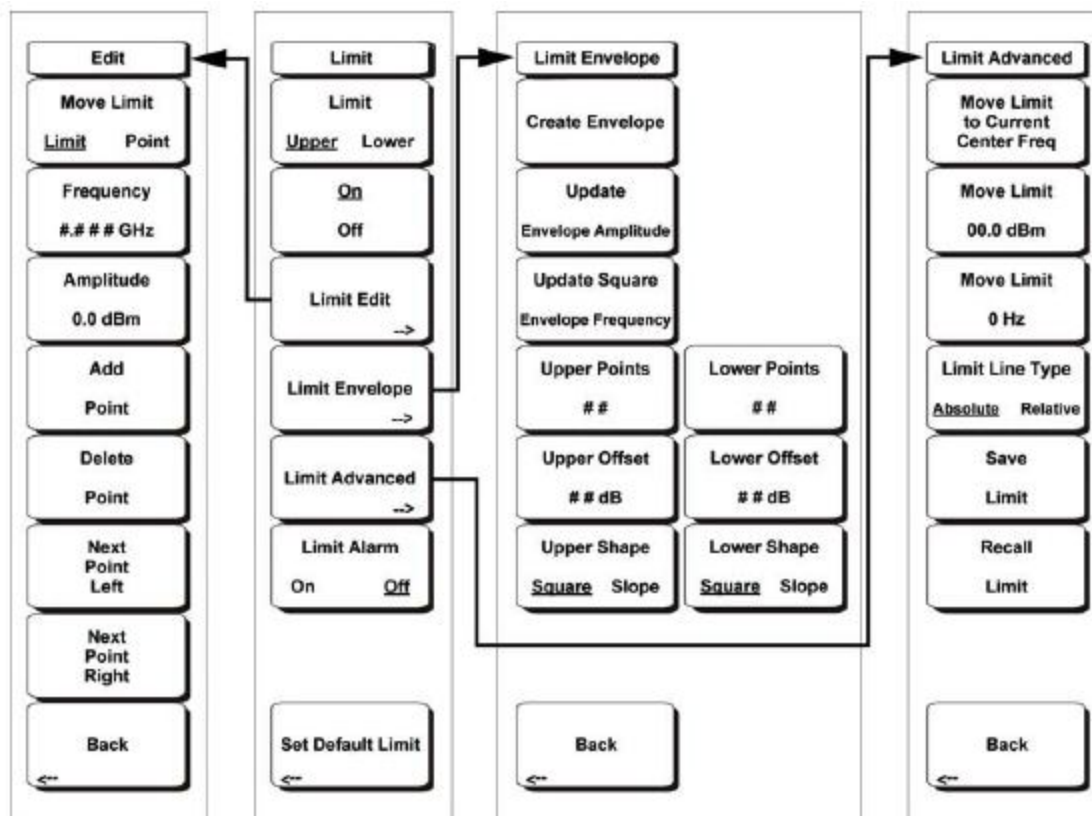 Edit
Move Limit
Limit Point
Frequency
#.### GHz
Amplitude
0.0 dBm
Add
Point
Delete
Point
Next
Point
Left
Next
Point
Right
Back
<--
Limit
Limit
Upper Lower
On
Off
Limit Edit
-->
Limit Envelope
-->
Limit Advanced
-->
Limit Alarm
On Off
Set Default Limit
<--
Limit Envelope
Create Envelope
Update
Envelope Amplitude
Update Square
Envelope Frequency
Upper Points
##
Lower Points
##
Upper Offset
## dB
Lower Offset
## dB
Upper Shape
Square Slope
Lower Shape
Square Slope
Back
<--
Limit Advanced
Move Limit
to Current
Center Freq
Move Limit
00.0 dBm
Move Limit
0 Hz
Limit Line Type
Absolute Relative
Save
Limit
Recall
Limit
Back
<--